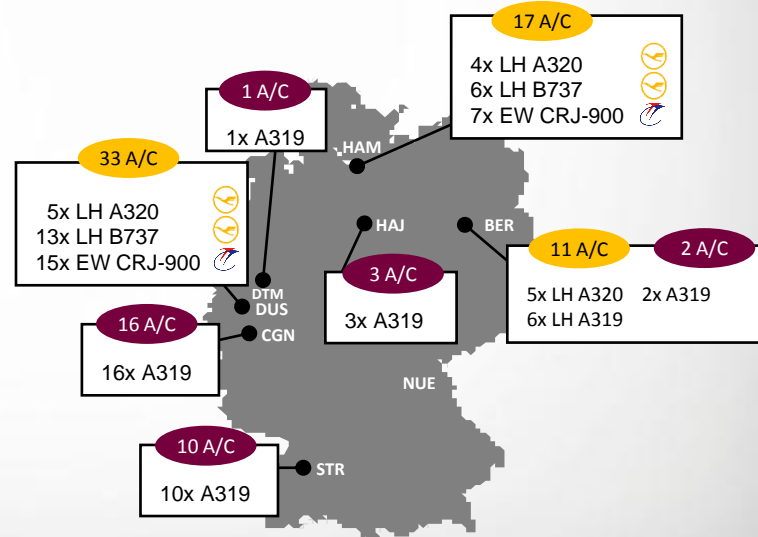 17 A/C
4x LH A320
6x LH B737
7x EW CRJ-900
1 A/C
1x A319
HAM
33 A/C
5x LH A320
13x LH B737
15x EW CRJ-900
HAJ
BER
11 A/C
2 A/C
5x LH A320 2x A319
6x LH A319
DTM
DUS
3 A/C
3x A319
16 A/C
16x A319
CGN
NUE
10 A/C
10x A319
STR